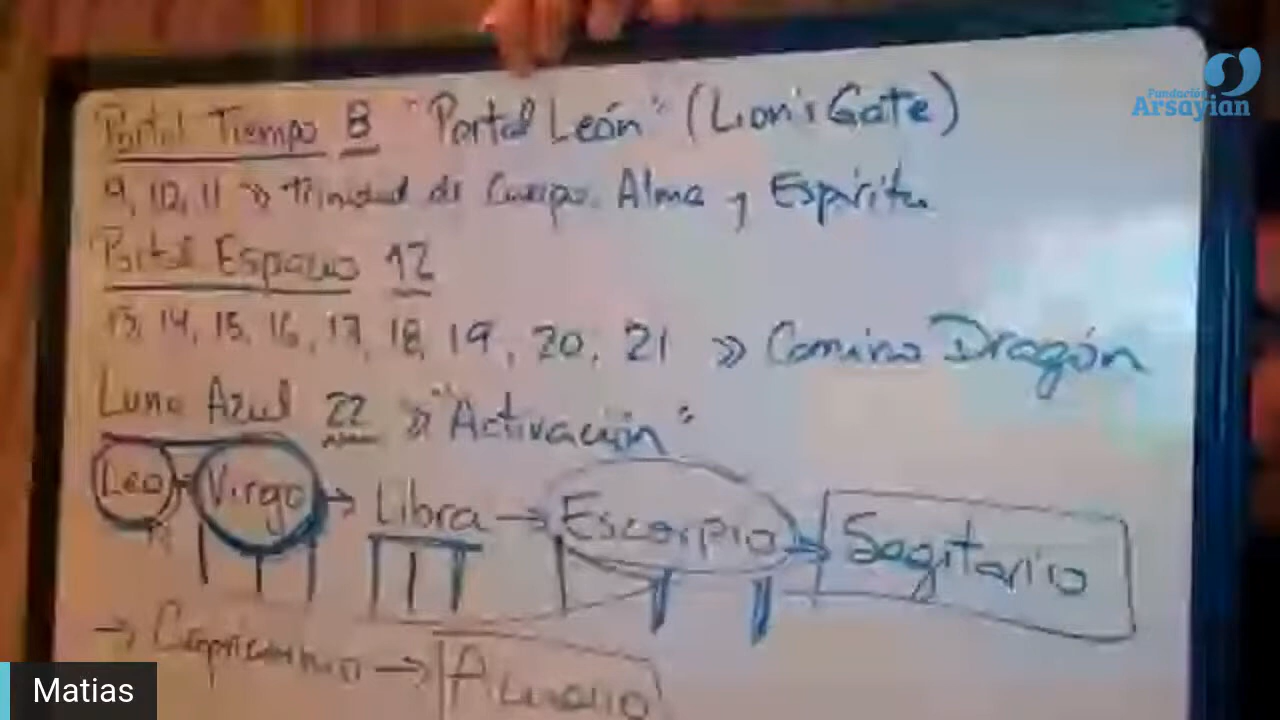 Portal Tiempo 8 "Portal León" (Lion's Gate)
9, 10, 11 » Trinidad de Cuerpo, Alma y Espíritu
Portal Espacio 12
13, 14, 15, 16, 17, 18, 19, 20, 21 » Camino Dragón
Luna Azul 22 » "Activación"
Leo → Virgo → Libra → Escorpio → Sagitario
→ Capricornio → Acuario
Fundación
Arsayian
Matias